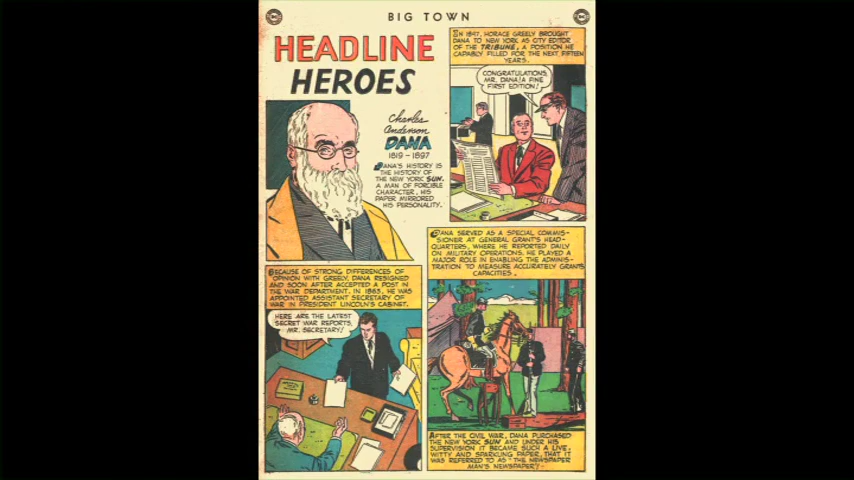 BIG TOWN
HEADLINE
HEROES
Charles
Anderson
DANA
1819-1897
DANA'S HISTORY IS
THE HISTORY OF
THE NEW YORK SUN.
A MAN OF FORCIBLE
CHARACTER, HIS
PAPER MIRRORED
HIS PERSONALITY.
IN 1847, HORACE GREELY BROUGHT
DANA TO NEW YORK AS CITY EDITOR
OF THE TRIBUNE, A POSITION HE
CAPABLY FILLED FOR THE NEXT FIFTEEN
YEARS.
CONGRATULATIONS,
MR. DANA! A FINE
FIRST EDITION!
BECAUSE OF STRONG DIFFERENCES OF
OPINION WITH GREELY, DANA RESIGNED
AND SOON AFTER ACCEPTED A POST IN
THE WAR DEPARTMENT. IN 1863, HE WAS
APPOINTED ASSISTANT SECRETARY OF
WAR IN PRESIDENT LINCOLN'S CABINET.
HERE ARE THE LATEST
SECRET WAR REPORTS,
MR. SECRETARY!
DANA SERVED AS A SPECIAL COMMIS-
SIONER AT GENERAL GRANT'S HEAD-
QUARTERS, WHERE HE REPORTED DAILY
ON MILITARY OPERATIONS. HE PLAYED A
MAJOR ROLE IN ENABLING THE ADMINIS-
TRATION TO MEASURE ACCURATELY GRANT'S
CAPACITIES.
AFTER THE CIVIL WAR, DANA PURCHASED
THE NEW YORK SUN AND UNDER HIS
SUPERVISION IT BECAME SUCH A LIVE,
WITTY AND SPARKLING PAPER, THAT IT
WAS REFERRED TO AS "THE NEWSPAPER
MAN'S NEWSPAPER"!